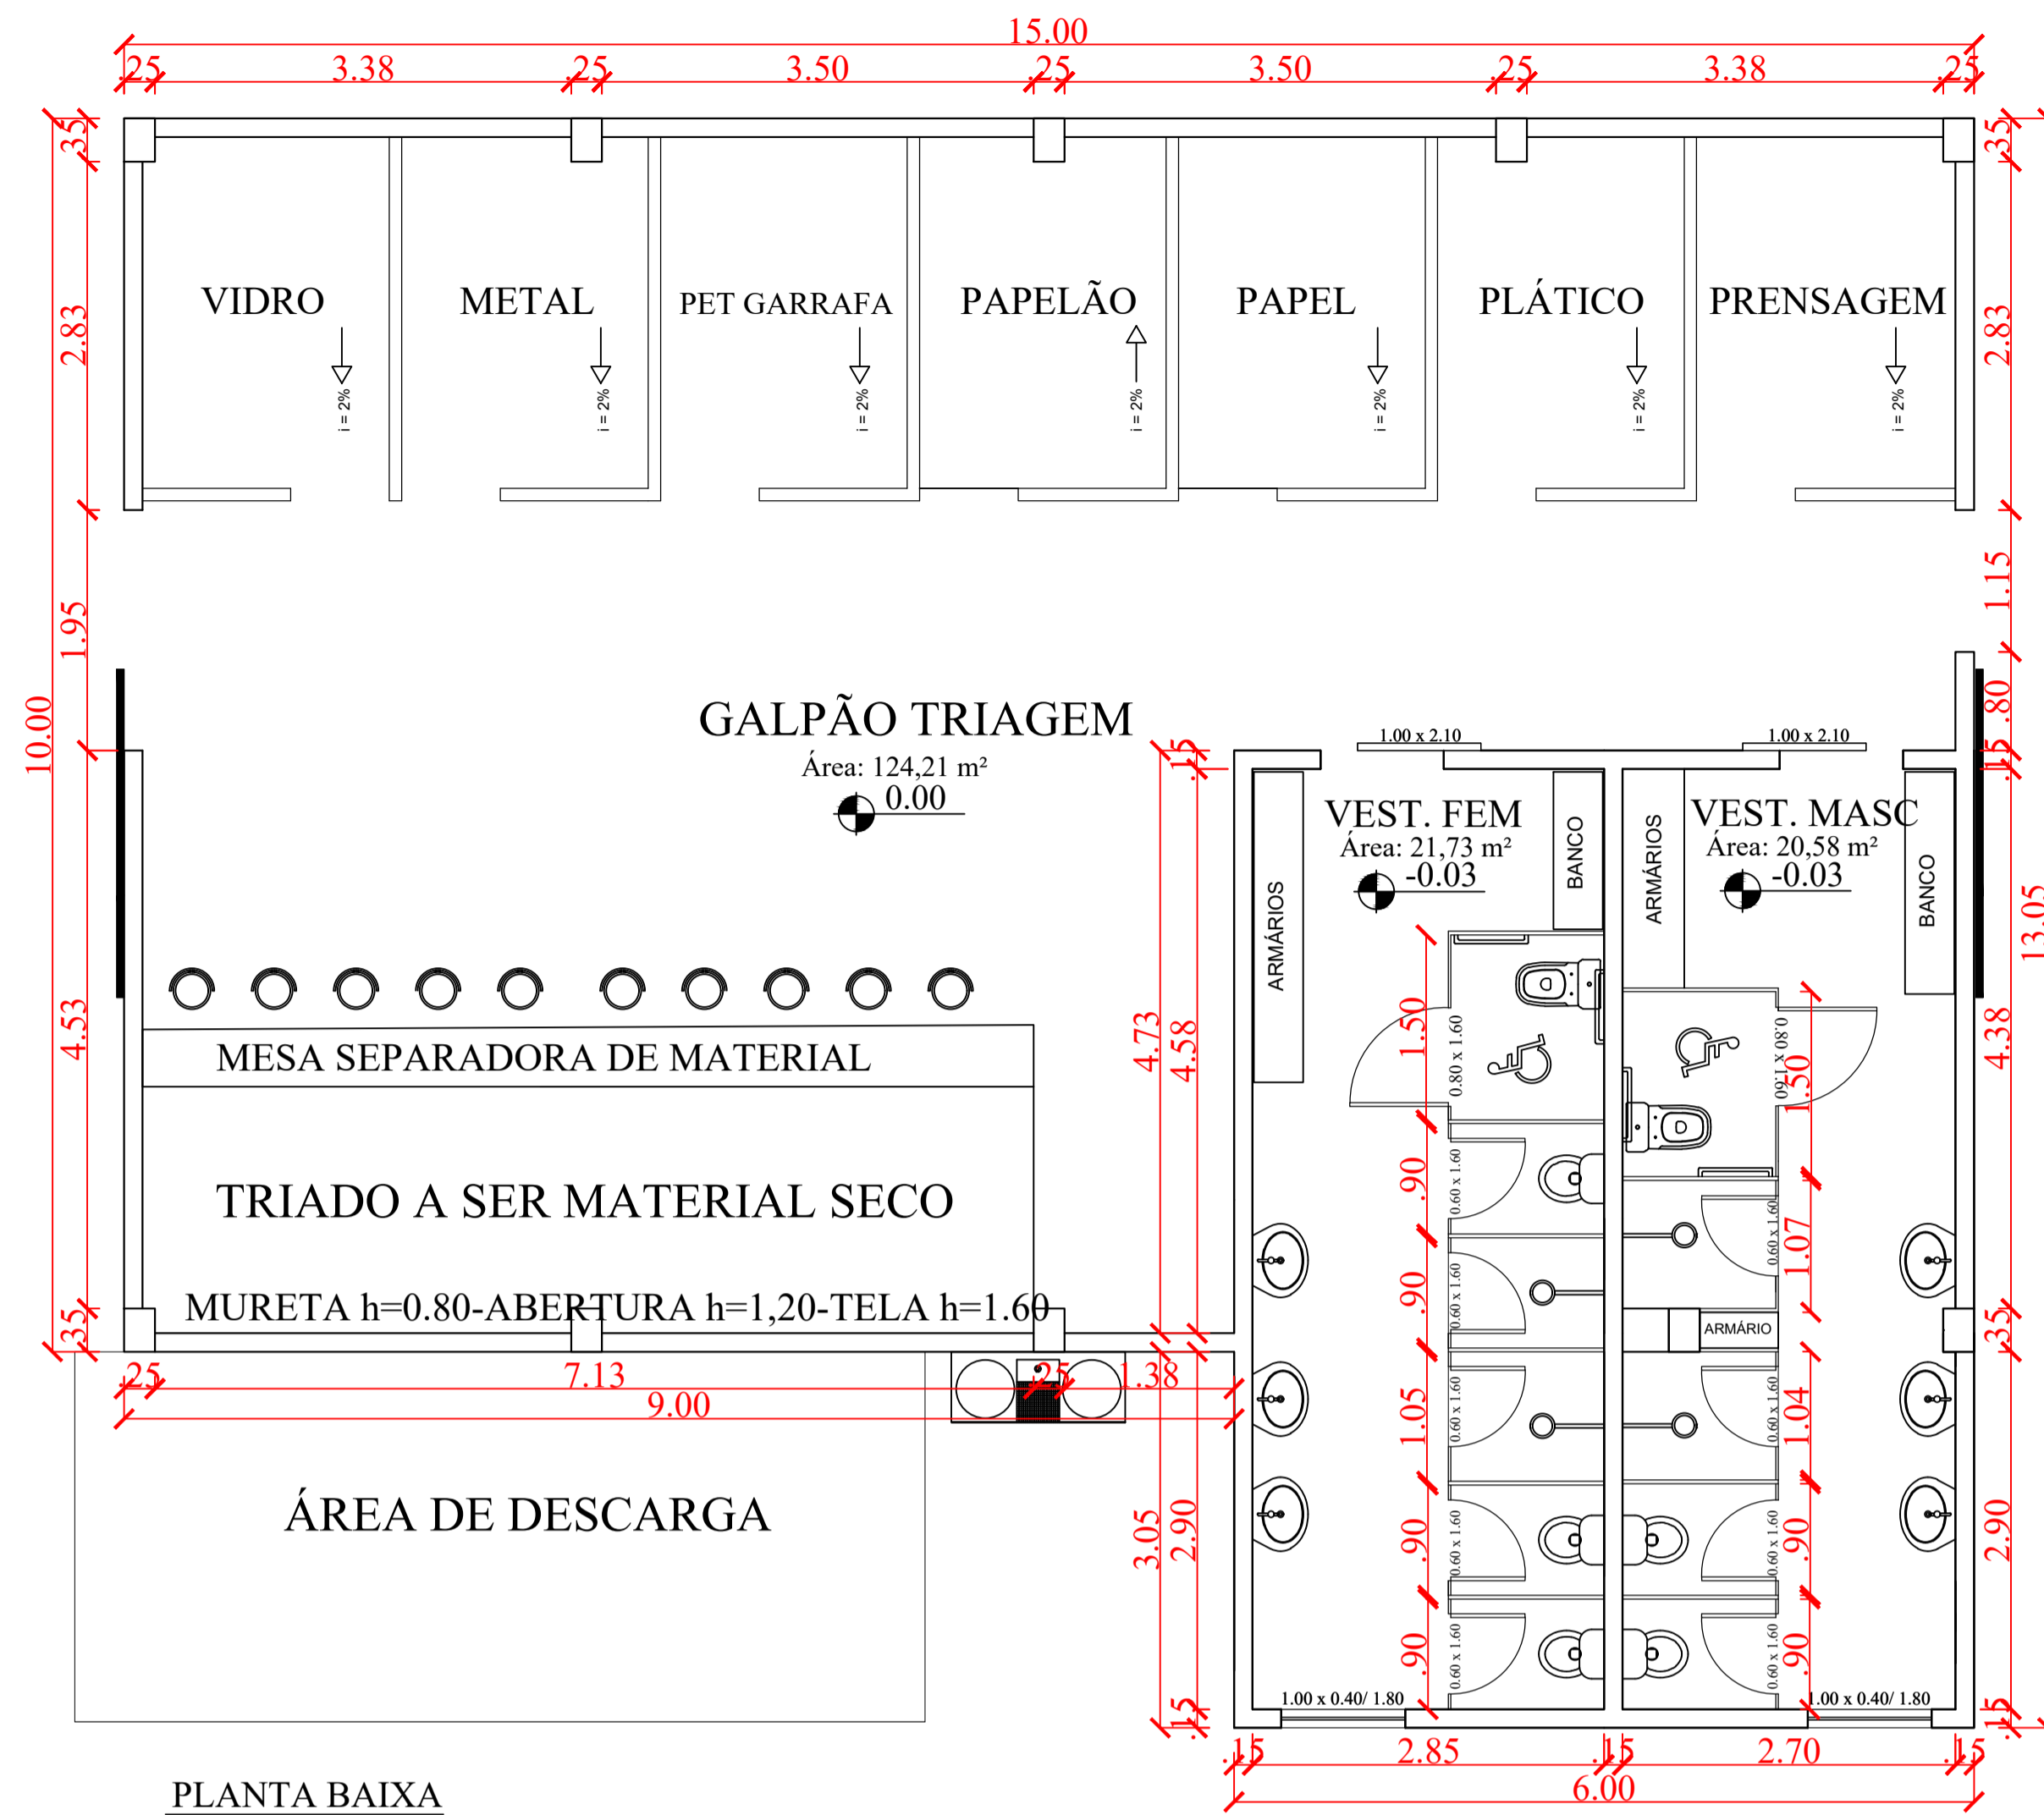 15.00
.25 3.38 .25 3.50 .25 3.50 .25 3.38 .25
35
35
VIDRO
METAL
PET GARRAFA
PAPELÃO
PAPEL
PLÁTICO
PRENSAGEM
i = 2%
i = 2%
i = 2%
i = 2%
i = 2%
i = 2%
i = 2%
2.83
2.83
1.15
1.95
10.00
.80
GALPÃO TRIAGEM
Área: 124,21 m²
0.00
15
1.00 x 2.10
1.00 x 2.10
15
VEST. FEM
Área: 21,73 m²
-0.03
VEST. MASC
Área: 20,58 m²
-0.03
ARMÁRIOS
BANCO
ARMÁRIOS
BANCO
13.05
4.53
4.73
4.58
4.38
MESA SEPARADORA DE MATERIAL
1.50
0.80 x 1.60
0.80 x 1.60
1.50
TRIADO A SER MATERIAL SECO
.90
0.60 x 1.60
0.60 x 1.60
1.07
.90
0.60 x 1.60
MURETA h=0.80-ABERTURA h=1,20-TELA h=1.60
35
ARMÁRIO
35
.25 7.13 .25 1.38
9.00
1.05
0.60 x 1.60
0.60 x 1.60
1.04
ÁREA DE DESCARGA
3.05
2.90
.90
0.60 x 1.60
0.60 x 1.60
.90
2.90
.90
0.60 x 1.60
0.60 x 1.60
.90
15
1.00 x 0.40/ 1.80
1.00 x 0.40/ 1.80
15
.15 2.85 .15 2.70 .15
6.00
PLANTA BAIXA